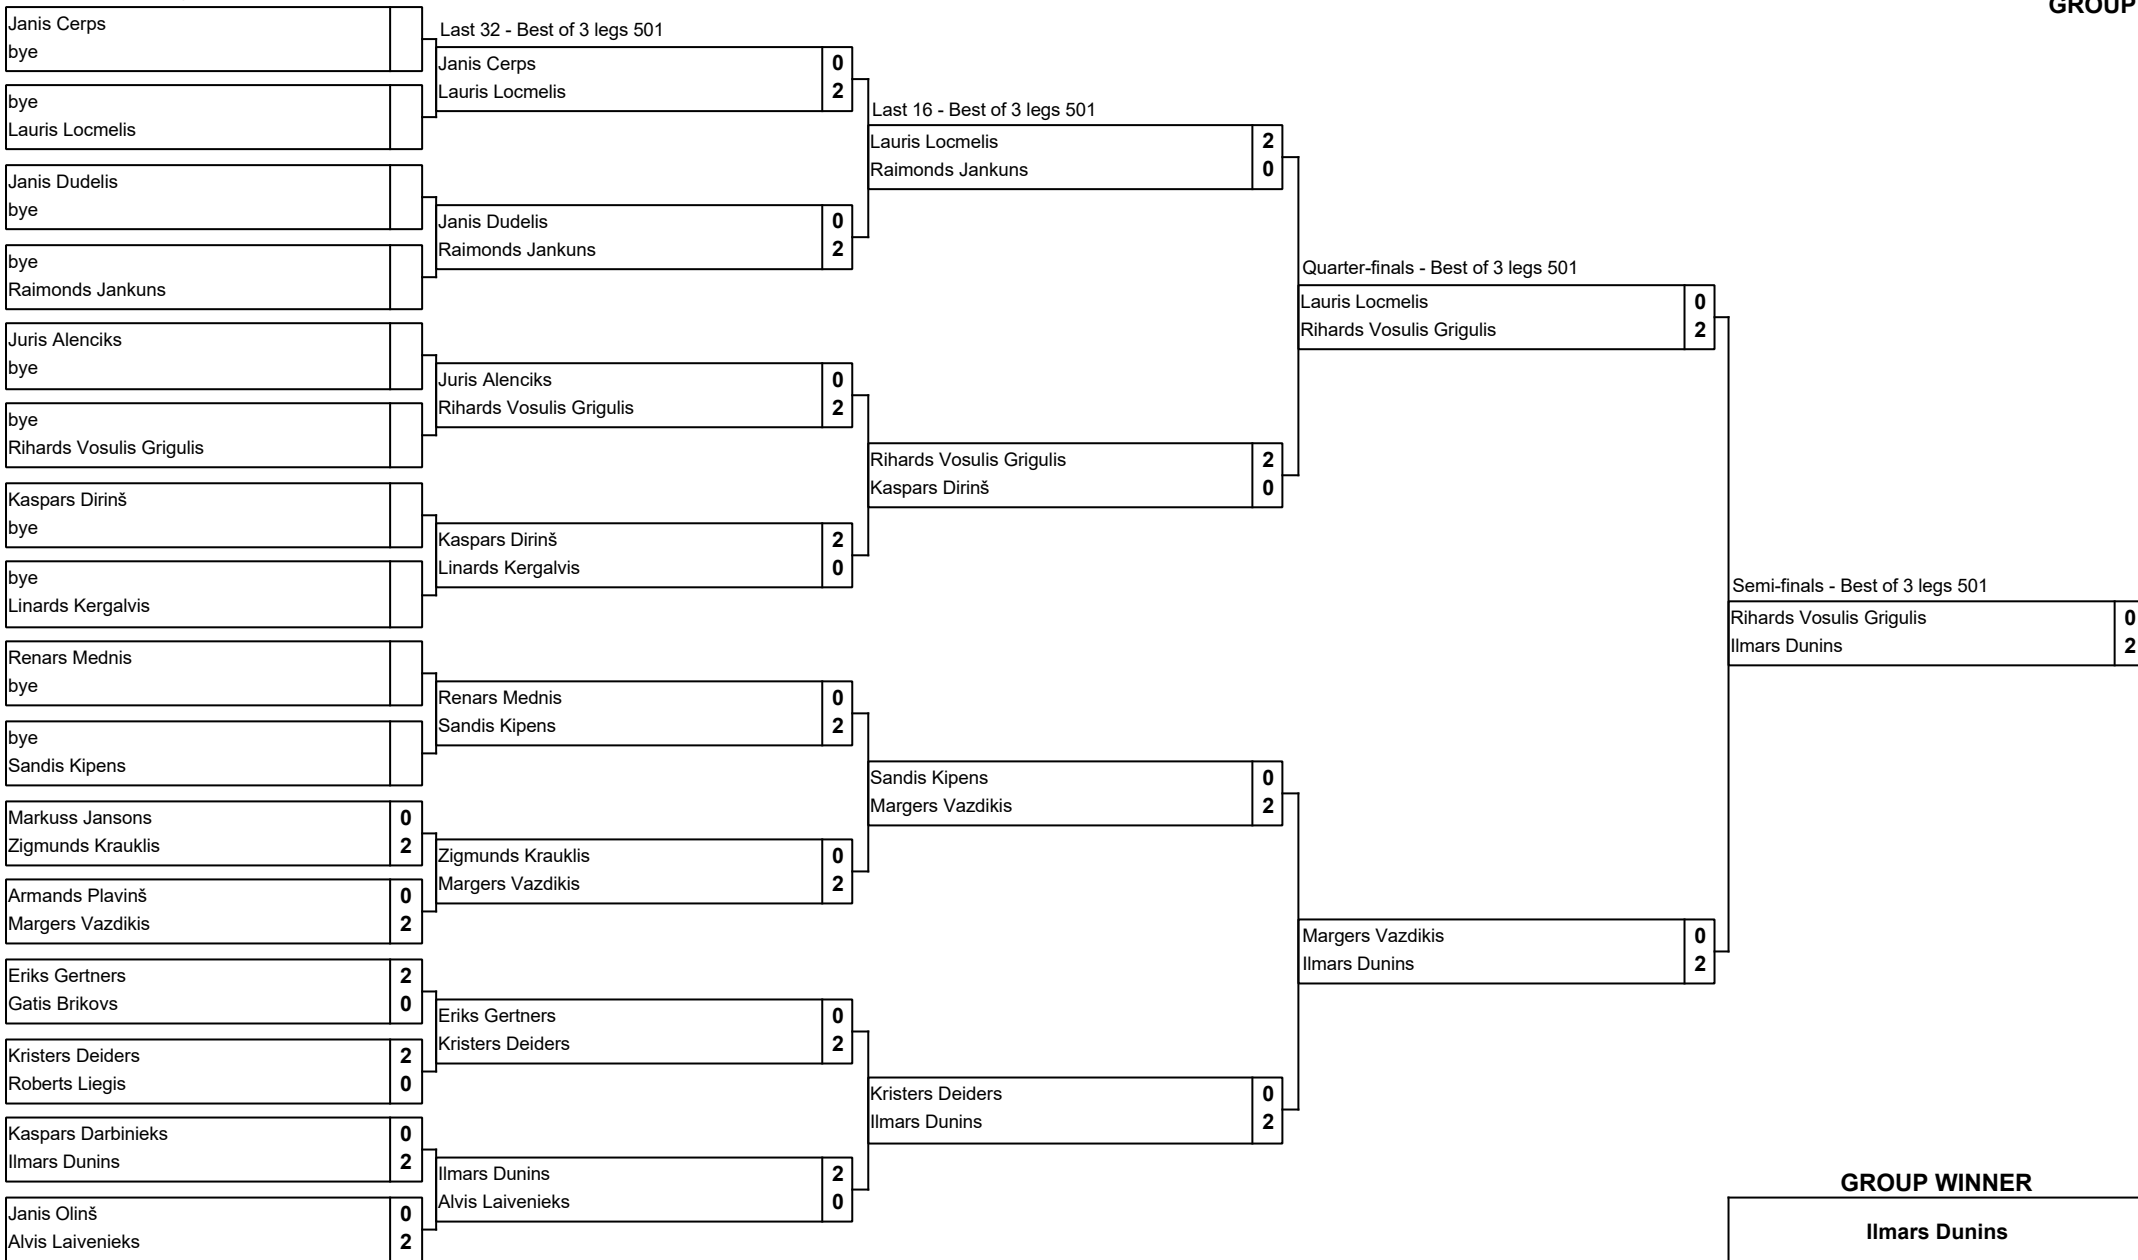 GROUP
Janis Cerps
bye
bye
Lauris Locmelis
Janis Dudelis
bye
bye
Raimonds Jankuns
Juris Alenciks
bye
bye
Rihards Vosulis Grigulis
Kaspars Dirinš
bye
bye
Linards Kergalvis
Renars Mednis
bye
bye
Sandis Kipens
Markuss Jansons 0
Zigmunds Krauklis 2
Armands Plavinš 0
Margers Vazdikis 2
Eriks Gertners 2
Gatis Brikovs 0
Kristers Deiders 2
Roberts Liegis 0
Kaspars Darbinieks 0
Ilmars Dunins 2
Janis Olinš 0
Alvis Laivenieks 2
Last 32 - Best of 3 legs 501
Janis Cerps 0
Lauris Locmelis 2
Janis Dudelis 0
Raimonds Jankuns 2
Juris Alenciks 0
Rihards Vosulis Grigulis 2
Kaspars Dirinš 2
Linards Kergalvis 0
Renars Mednis 0
Sandis Kipens 2
Zigmunds Krauklis 0
Margers Vazdikis 2
Eriks Gertners 0
Kristers Deiders 2
Ilmars Dunins 2
Alvis Laivenieks 0
Last 16 - Best of 3 legs 501
Lauris Locmelis 2
Raimonds Jankuns 0
Rihards Vosulis Grigulis 2
Kaspars Dirinš 0
Sandis Kipens 0
Margers Vazdikis 2
Kristers Deiders 0
Ilmars Dunins 2
Quarter-finals - Best of 3 legs 501
Lauris Locmelis 0
Rihards Vosulis Grigulis 2
Margers Vazdikis 0
Ilmars Dunins 2
Semi-finals - Best of 3 legs 501
Rihards Vosulis Grigulis 0
Ilmars Dunins 2
GROUP WINNER
Ilmars Dunins